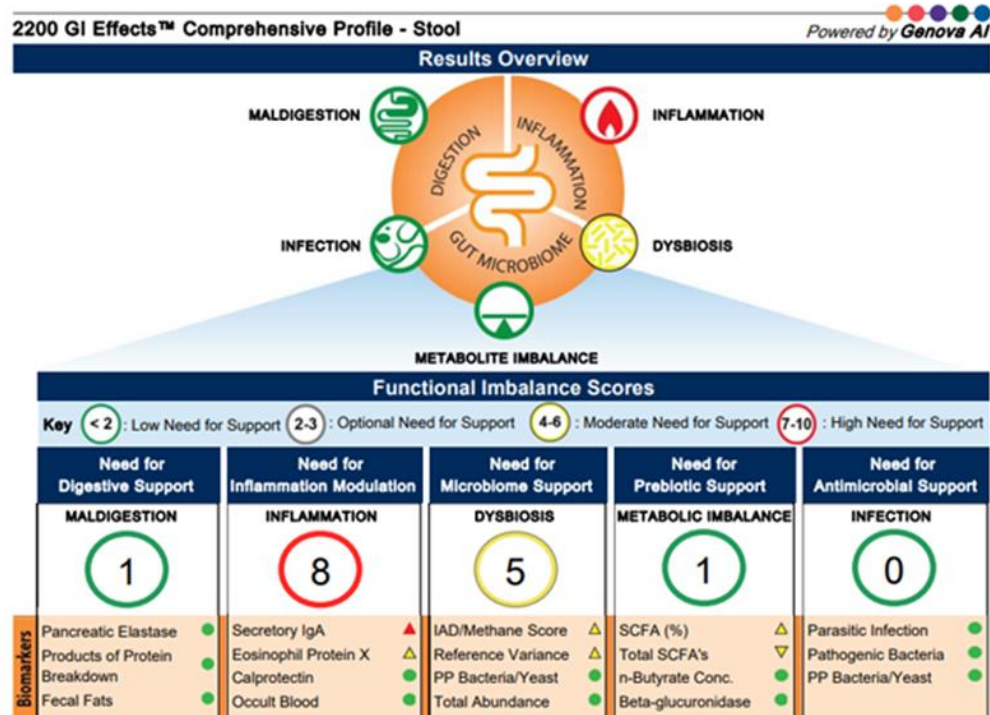 2200 GI Effects™ Comprehensive Profile - Stool
Powered by Genova AI
Results Overview
MALDIGESTION
INFLAMMATION
DIGESTION
INFLAMMATION
GUT MICROBIOME
INFECTION
DYSBIOSIS
METABOLITE IMBALANCE
Functional Imbalance Scores
Key < 2 : Low Need for Support 2-3 : Optional Need for Support 4-6 : Moderate Need for Support 7-10 : High Need for Support
Need for
Digestive Support
MALDIGESTION
1
Need for
Inflammation Modulation
INFLAMMATION
8
Need for
Microbiome Support
DYSBIOSIS
5
Need for
Prebiotic Support
METABOLIC IMBALANCE
1
Need for
Antimicrobial Support
INFECTION
0
Biomarkers
Pancreatic Elastase
Products of Protein
Breakdown
Fecal Fats
Secretory IgA
Eosinophil Protein X
Calprotectin
Occult Blood
IAD/Methane Score
Reference Variance
PP Bacteria/Yeast
Total Abundance
SCFA (%)
Total SCFA's
n-Butyrate Conc.
Beta-glucuronidase
Parasitic Infection
Pathogenic Bacteria
PP Bacteria/Yeast